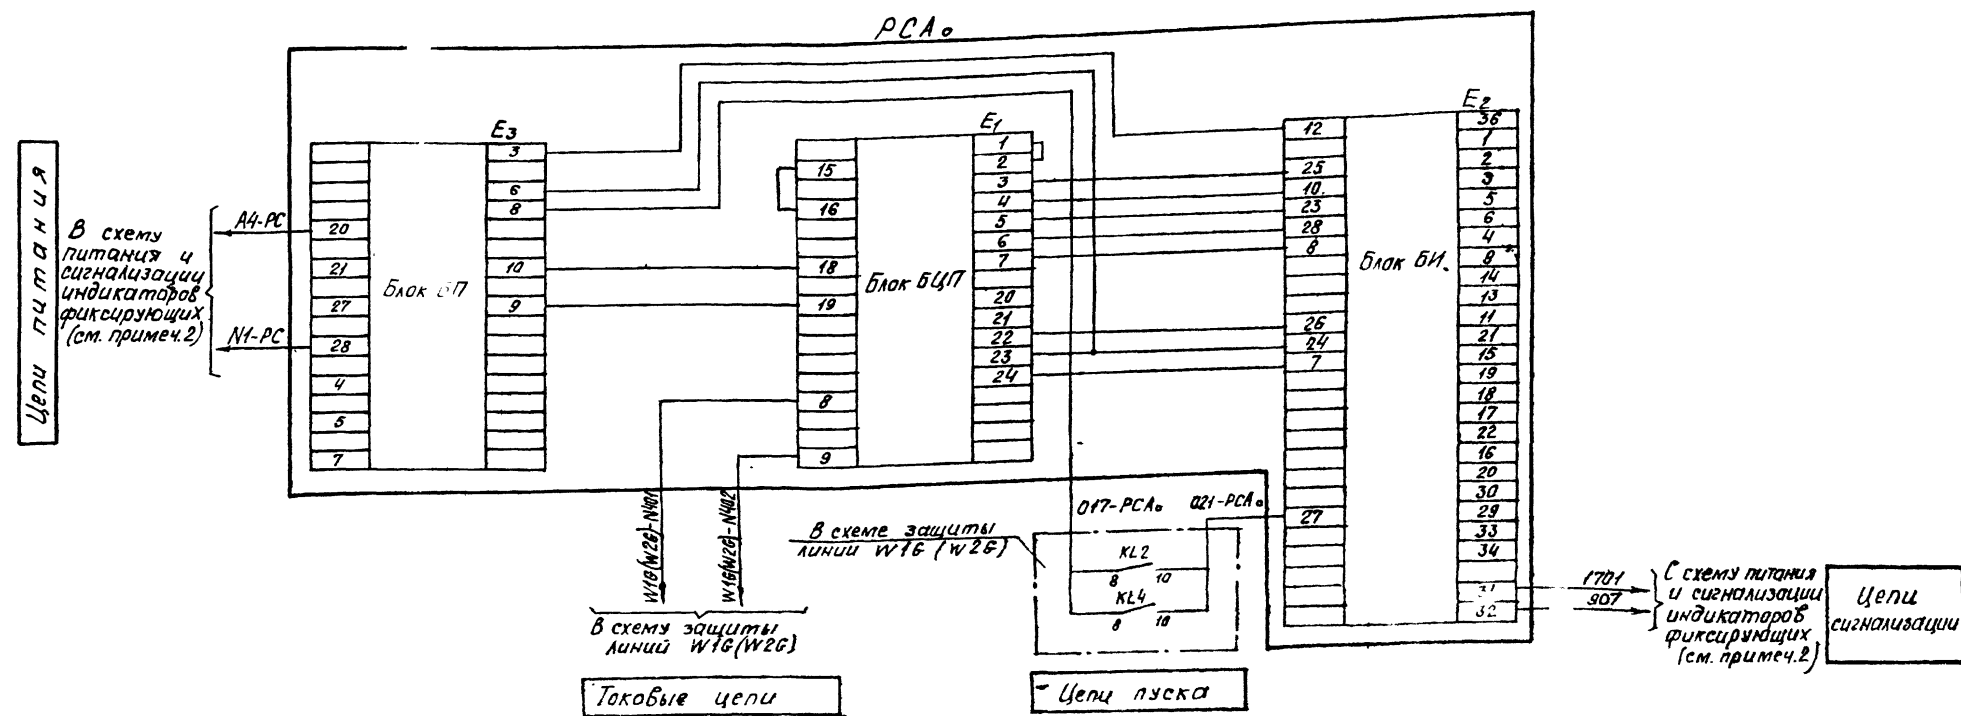 РСАо
Цепи питания
В схему
питания и
сигнализации
индикаторов
фиксирующих
(см. примеч.2)
А4-РС
N1-РС
20
21
27
28
4
5
7
Блок БП
E3
3
6
8
10
9
15
16
18
19
8
9
Блок БЦП
E1
1
2
3
4
5
6
7
20
21
22
23
24
12
25
10
23
28
8
26
24
7
27
Блок БИ
E2
36
1
2
3
5
6
4
8
14
13
11
21
15
19
18
17
22
16
20
30
29
33
34
31
32
W1G(W2G)-N401
W1G(W2G)-N402
В схему защиты
линий W1G(W2G)
Токовые цепи
В схеме защиты
линии W1G (W2G)
017-РСАо
021-РСАо
KL2
8
10
KL4
8
10
Цепи пуска
1701
907
С схему питания
и сигнализации
индикаторов
фиксирующих
(см. примеч.2)
Цепи
сигнализации